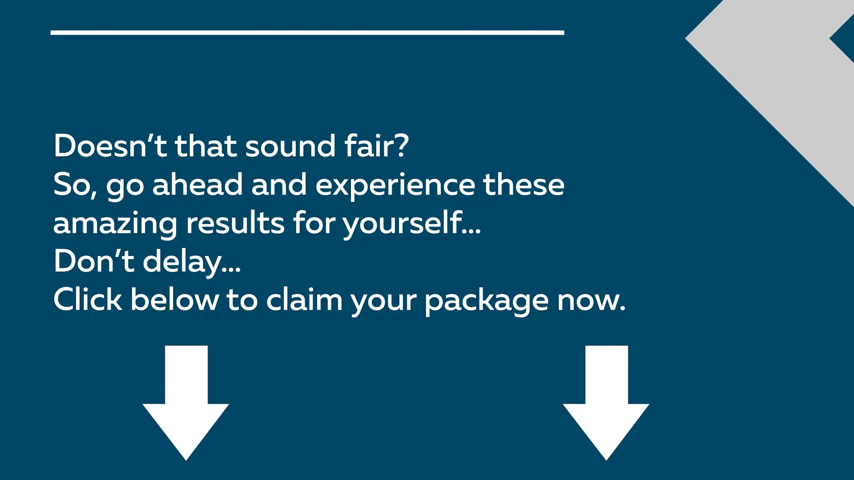 Doesn’t that sound fair?
So, go ahead and experience these
amazing results for yourself...
Don’t delay...
Click below to claim your package now.